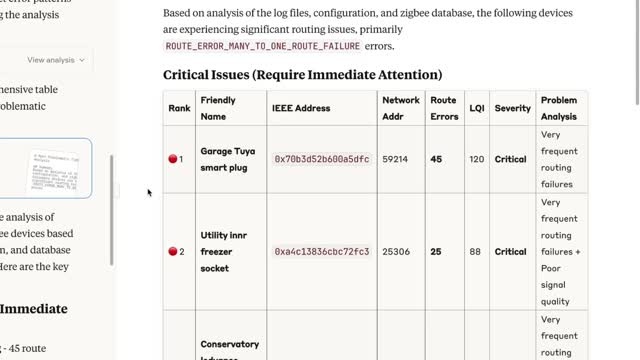 et error patterns
g the analysis
View analysis
hensive table
oblematic
e analysis of
ee devices based
n, and database
Here are the key
Immediate
g - 45 route
Based on analysis of the log files, configuration, and zigbee database, the following devices
are experiencing significant routing issues, primarily
ROUTE_ERROR_MANY_TO_ONE_ROUTE_FAILURE errors.
Critical Issues (Require Immediate Attention)
Rank Friendly Name IEEE Address Network Addr Route Errors LQI Severity Problem Analysis
1 Garage Tuya smart plug 0x70b3d52b600a5dfc 59214 45 120 Critical Very frequent routing failures
2 Utility innr freezer socket 0xa4c13836cbc72fc3 25306 25 88 Critical Very frequent routing failures + Poor signal quality
Conservatory
Very
frequent
routing